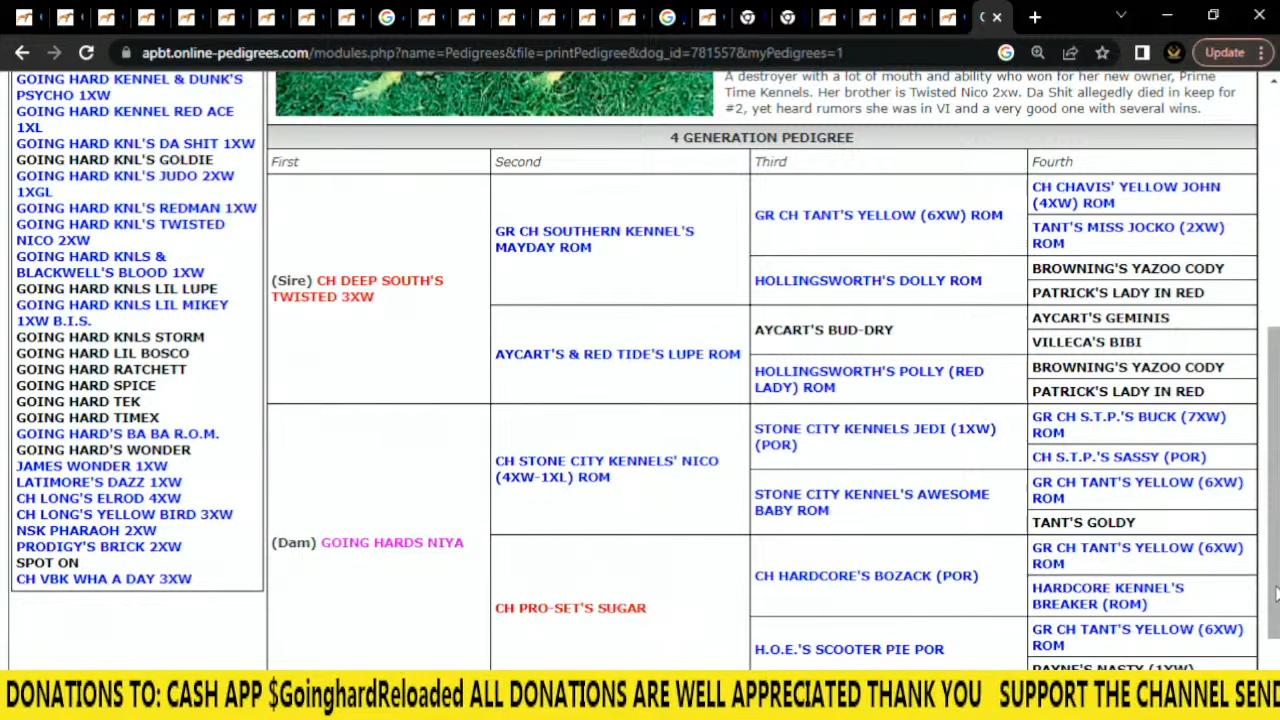 Update
apbt.online-pedigrees.com/modules.php?name=Pedigrees&file=printPedigree&dog_id=781557&myPedigrees=1
GOING HARD KENNEL & DUNK'S
PSYCHO 1XW
GOING HARD KENNEL RED ACE
1XL
GOING HARD KNL'S DA SHIT 1XW
GOING HARD KNL'S GOLDIE
GOING HARD KNL'S JUDO 2XW
1XGL
GOING HARD KNL'S REDMAN 1XW
GOING HARD KNL'S TWISTED
NICO 2XW
GOING HARD KNLS &
BLACKWELL'S BLOOD 1XW
GOING HARD KNLS LIL LUPE
GOING HARD KNLS LIL MIKEY
1XW B.I.S.
GOING HARD KNLS STORM
GOING HARD LIL BOSCO
GOING HARD RATCHETT
GOING HARD SPICE
GOING HARD TEK
GOING HARD TIMEX
GOING HARD'S BA BA R.O.M.
GOING HARD'S WONDER
JAMES WONDER 1XW
LATIMORE'S DAZZ 1XW
CH LONG'S ELROD 4XW
CH LONG'S YELLOW BIRD 3XW
NSK PHARAOH 2XW
PRODIGY'S BRICK 2XW
SPOT ON
CH VBK WHA A DAY 3XW
A destroyer with a lot of mouth and ability who won for her new owner, Prime
Time Kennels. Her brother is Twisted Nico 2xw. Da Shit allegedly died in keep for
#2, yet heard rumors she was in VI and a very good one with several wins.
4 GENERATION PEDIGREE
First
Second
Third
Fourth
(Sire) CH DEEP SOUTH'S
TWISTED 3XW
GR CH SOUTHERN KENNEL'S
MAYDAY ROM
GR CH TANT'S YELLOW (6XW) ROM
CH CHAVIS' YELLOW JOHN
(4XW) ROM
TANT'S MISS JOCKO (2XW)
ROM
HOLLINGSWORTH'S DOLLY ROM
BROWNING'S YAZOO CODY
PATRICK'S LADY IN RED
AYCART'S & RED TIDE'S LUPE ROM
AYCART'S BUD-DRY
AYCART'S GEMINIS
VILLECA'S BIBI
HOLLINGSWORTH'S POLLY (RED
LADY) ROM
BROWNING'S YAZOO CODY
PATRICK'S LADY IN RED
(Dam) GOING HARDS NIYA
CH STONE CITY KENNELS' NICO
(4XW-1XL) ROM
STONE CITY KENNELS JEDI (1XW)
(POR)
GR CH S.T.P.'S BUCK (7XW)
ROM
CH S.T.P.'S SASSY (POR)
STONE CITY KENNEL'S AWESOME
BABY ROM
GR CH TANT'S YELLOW (6XW)
ROM
TANT'S GOLDY
CH PRO-SET'S SUGAR
CH HARDCORE'S BOZACK (POR)
GR CH TANT'S YELLOW (6XW)
ROM
HARDCORE KENNEL'S
BREAKER (ROM)
H.O.E.'S SCOOTER PIE POR
GR CH TANT'S YELLOW (6XW)
ROM
PAYNE'S NASTY (1XW)
DONATIONS TO: CASH APP $GoinghardReloaded ALL DONATIONS ARE WELL APPRECIATED THANK YOU SUPPORT THE CHANNEL SEND